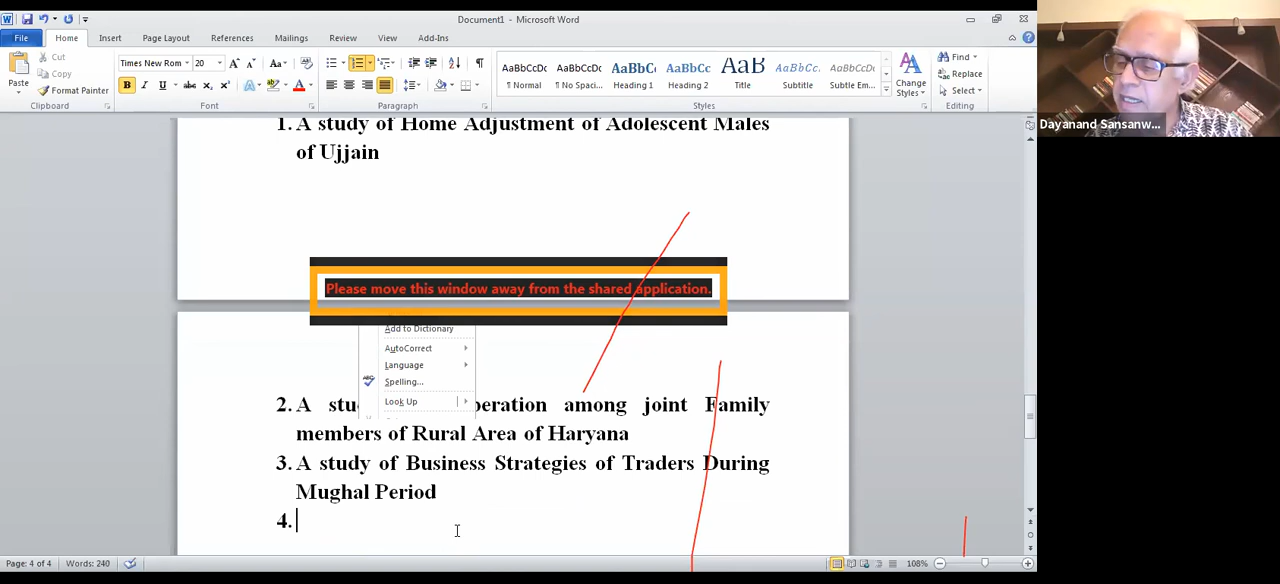 Document1 - Microsoft Word
File Home Insert Page Layout References Mailings Review View Add-Ins
Cut
Copy
Format Painter
Paste
Clipboard
Times New Rom 20
Font
Paragraph
AaBbCcDc AaBbCcDc AaBbCc AaBbCc AaB AaBbCcL AaBbCcDc
Normal No Spaci... Heading 1 Heading 2 Title Subtitle Subtle Em...
Styles
Change Styles
Find
Replace
Select
Editing
Dayanand Sansanw...
1. A study of Home Adjustment of Adolescent Males
of Ujjain
Please move this window away from the shared application.
Add to Dictionary
AutoCorrect
Language
Spelling...
Look Up
2. A among joint Family
members of Rural Area of Haryana
3. A study of Business Strategies of Traders During
Mughal Period
4.
Page: 4 of 4 Words: 240 108%